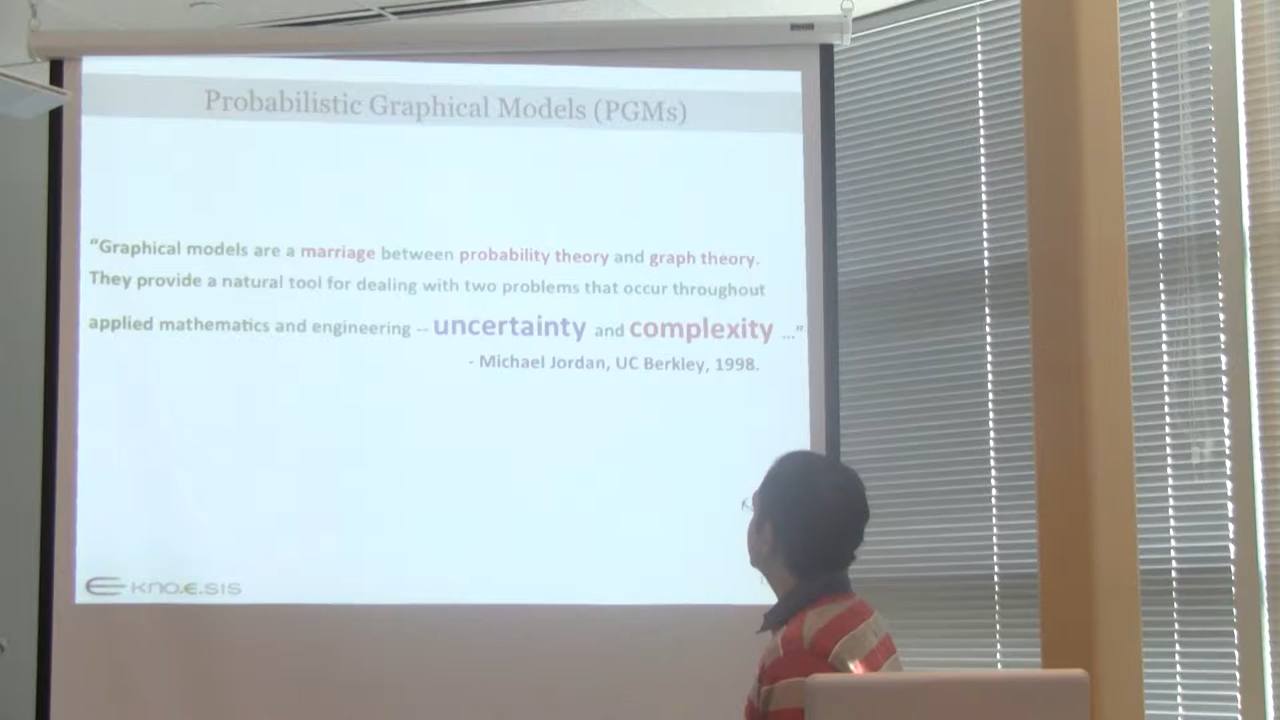 Probabilistic Graphical Models (PGMs)
“Graphical models are a marriage between probability theory and graph theory.
They provide a natural tool for dealing with two problems that occur throughout
applied mathematics and engineering -- uncertainty and complexity ...”
- Michael Jordan, UC Berkley, 1998.
kno.e.sis